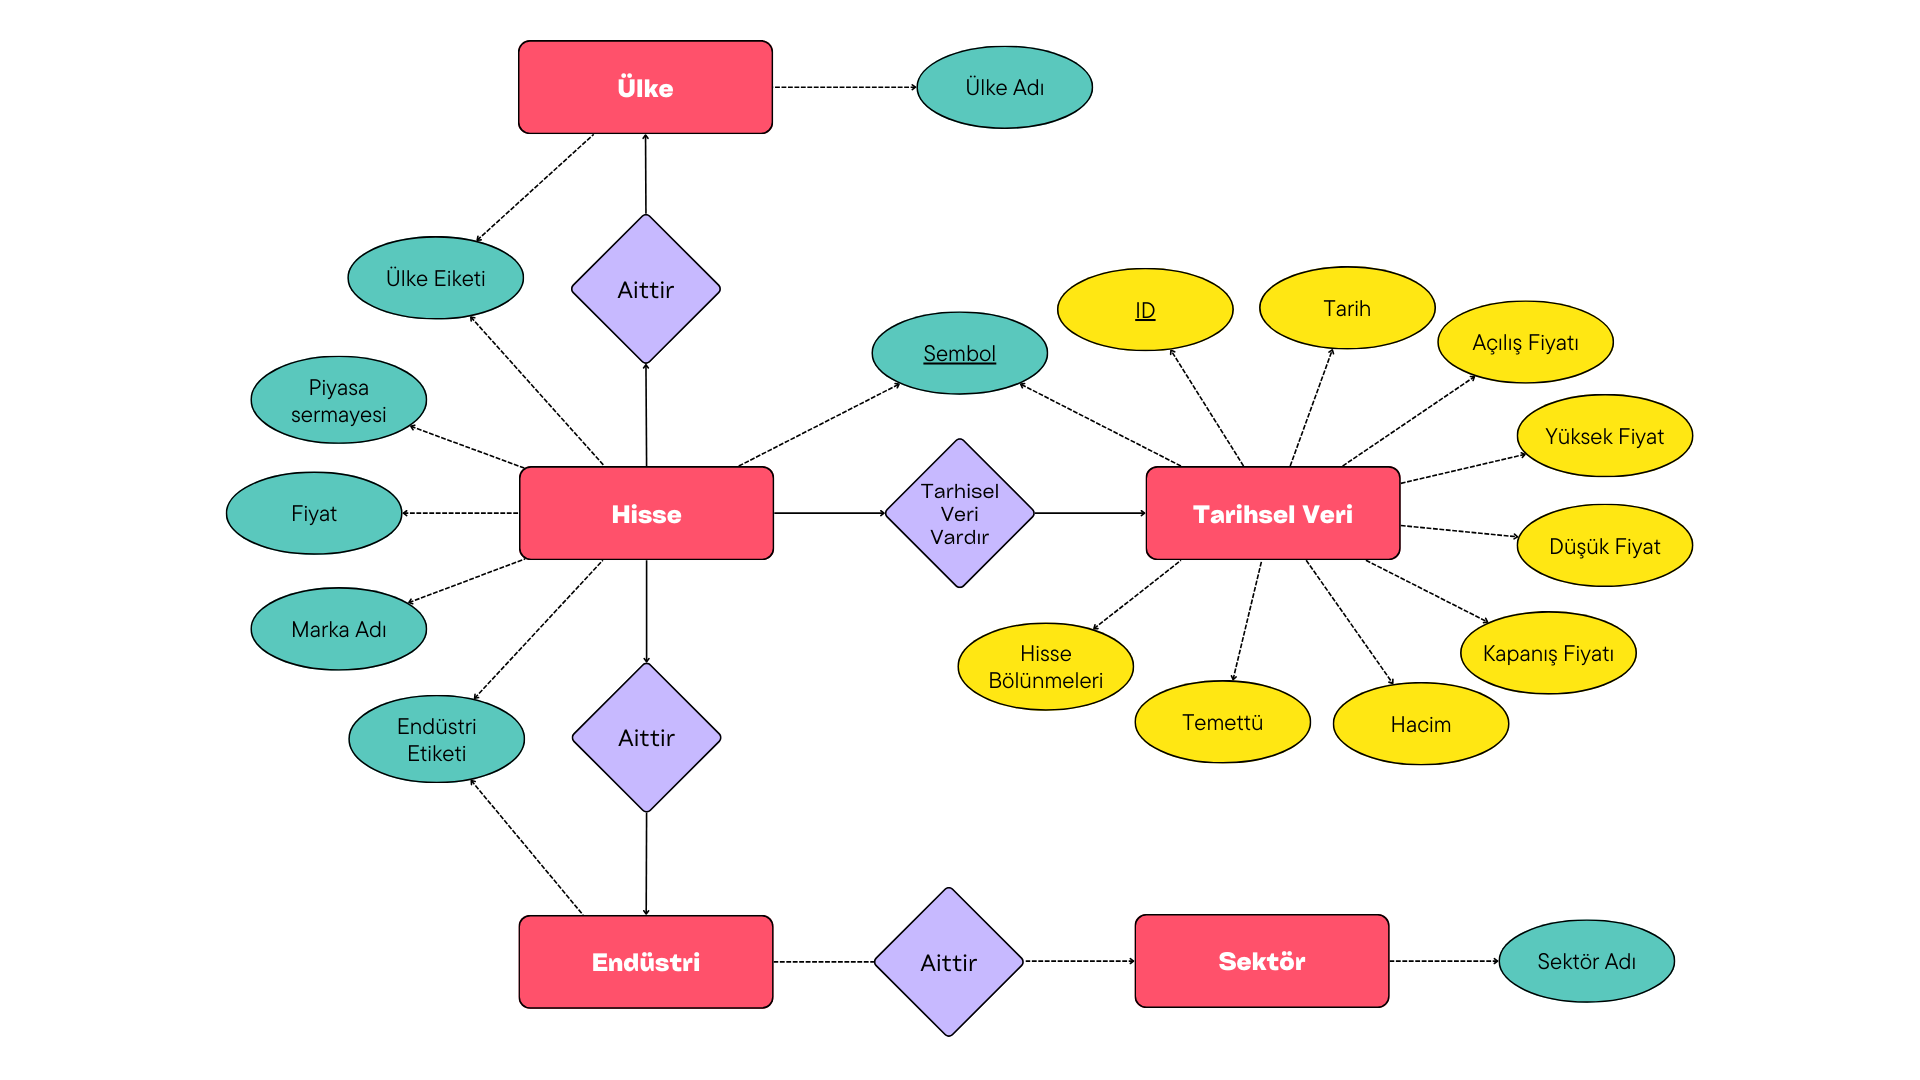 Ülke
Ülke Adı
Ülke Eiketi
Aittir
ID
Tarih
Açılış Fiyatı
Sembol
Piyasa
sermayesi
Yüksek Fiyat
Fiyat
Hisse
Tarhisel
Veri
Vardır
Tarihsel Veri
Düşük Fiyat
Marka Adı
Hisse
Bölünmeleri
Kapanış Fiyatı
Temettü
Hacim
Endüstri
Etiketi
Aittir
Endüstri
Aittir
Sektör
Sektör Adı